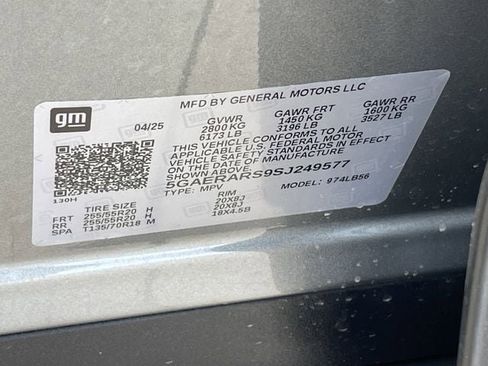 gm
MFD BY GENERAL MOTORS LLC
04/25
GVWR GAWR FRT GAWR RR
2800 KG 1450 KG 1600 KG
6173 LB 3196 LB 3527 LB
THIS VEHICLE CONFORMS TO ALL
APPLICABLE U.S. FEDERAL MOTOR
VEHICLE SAFETY STANDARDS IN EFFECT
ON THE DATE OF MANUFACTURE
SHOWN ABOVE.
5GAERARS9SJ249577
TYPE: MPV MODEL: 974LB56
130H
TIRE SIZE RIM
FRT 255/55R20 H 20X8J
RR 255/55R20 H 20X8J
SPA T135/70R18 M 18X4.5B